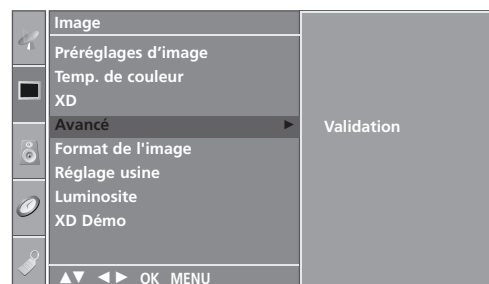 Image
Préréglages d’image
Temp. de couleur
XD
Avancé ►
Validation
Format de l'image
Réglage usine
Luminosite
XD Démo
▲▼ ◄► OK MENU